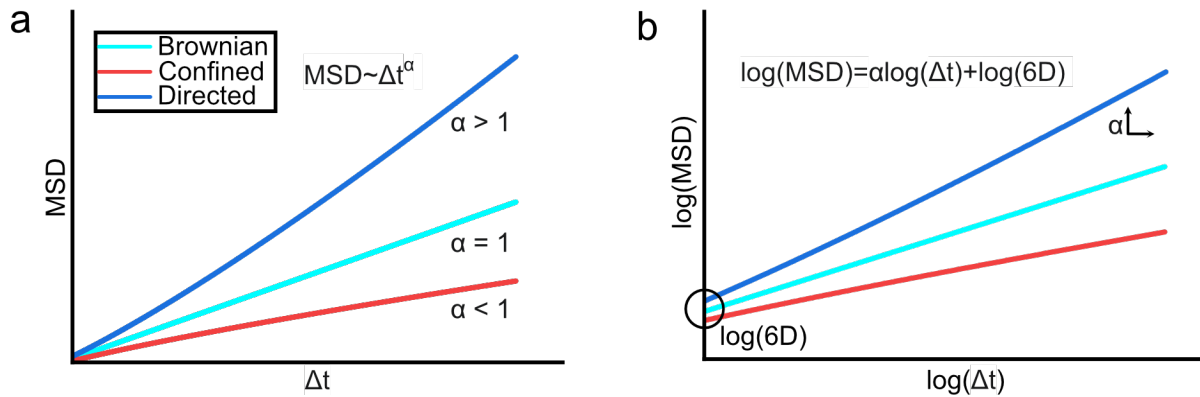 a
Brownian
Confined
Directed
MSD~Δt^α
α > 1
α = 1
α < 1
MSD
Δt
b
log(MSD)=αlog(Δt)+log(6D)
α
log(MSD)
log(6D)
log(Δt)